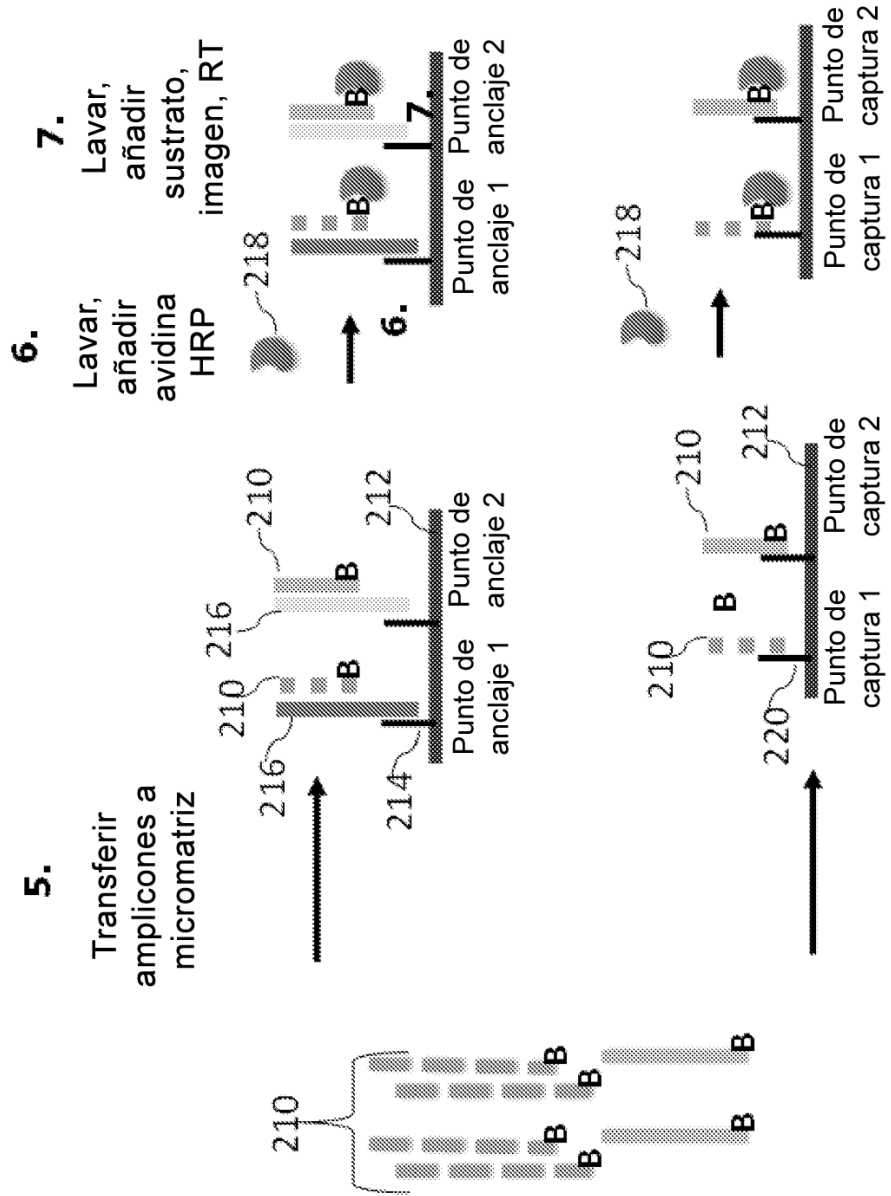 5.
Transferir
amplicones a
micromatriz
6.
Lavar,
añadir
avidina
HRP
7.
Lavar,
añadir
sustrato,
imagen, RT
210
B
B
B
B
B
B
216
210
216
210
B
B
214
212
Punto de
anclaje 1
Punto de
anclaje 2
218
6.
B
B
7.
Punto de
anclaje 1
Punto de
anclaje 2
210
B
210
B
220
212
Punto de
captura 1
Punto de
captura 2
218
B
B
Punto de
captura 1
Punto de
captura 2